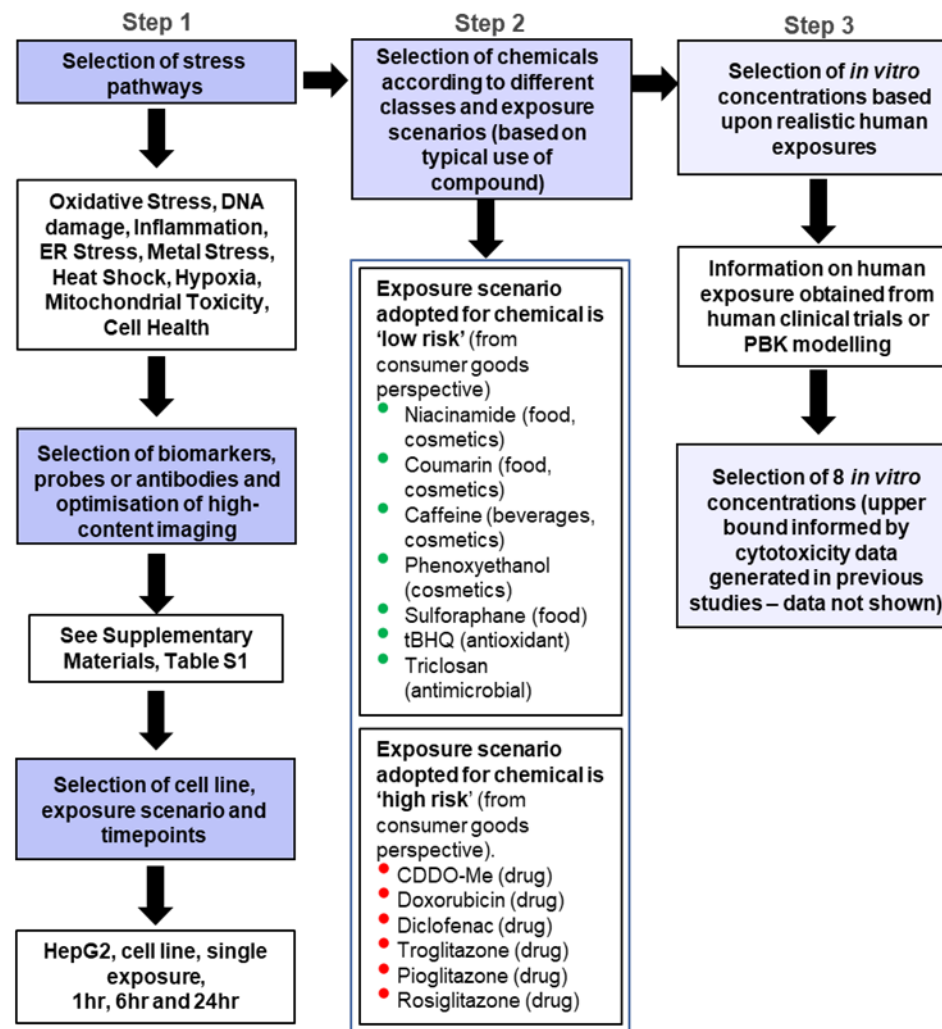 Step 1
Selection of stress
pathways
Oxidative Stress, DNA
damage, Inflammation,
ER Stress, Metal Stress,
Heat Shock, Hypoxia,
Mitochondrial Toxicity,
Cell Health
Selection of biomarkers,
probes or antibodies and
optimisation of high-
content imaging
See Supplementary
Materials, Table S1
Selection of cell line,
exposure scenario and
timepoints
HepG2, cell line, single
exposure,
1hr, 6hr and 24hr
Step 2
Selection of chemicals
according to different
classes and exposure
scenarios (based on
typical use of
compound)
Exposure scenario
adopted for chemical is
‘low risk’ (from
consumer goods
perspective)
• Niacinamide (food,
cosmetics)
• Coumarin (food,
cosmetics)
• Caffeine (beverages,
cosmetics)
• Phenoxyethanol
(cosmetics)
• Sulforaphane (food)
• tBHQ (antioxidant)
• Triclosan
(antimicrobial)
Exposure scenario
adopted for chemical is
‘high risk’ (from
consumer goods
perspective).
• CDDO-Me (drug)
• Doxorubicin (drug)
• Diclofenac (drug)
• Troglitazone (drug)
• Pioglitazone (drug)
• Rosiglitazone (drug)
Step 3
Selection of in vitro
concentrations based
upon realistic human
exposures
Information on human
exposure obtained from
human clinical trials or
PBK modelling
Selection of 8 in vitro
concentrations (upper
bound informed by
cytotoxicity data
generated in previous
studies – data not shown)